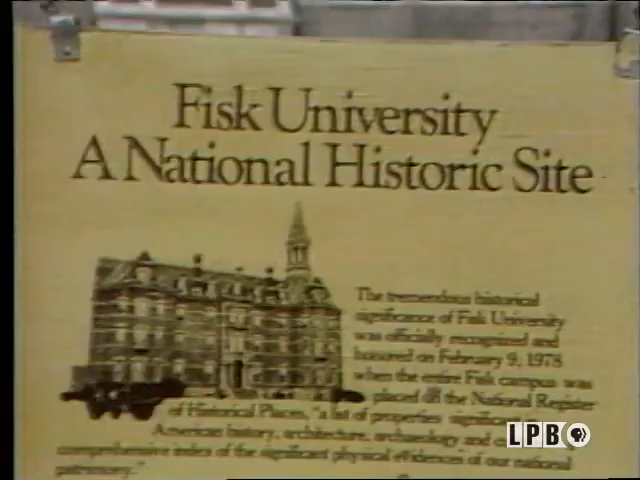 Fisk University
A National Historic Site
The tremendous historical
significance of Fisk University
was officially recognized and
honored on February 9, 1978
when the entire Fisk campus was
placed on the National Register
of Historical Places, "a list of properties significant in
American history, architecture, archaeology and
comprehensive index of the significant physical evidences of our national
patrimony."
LPB